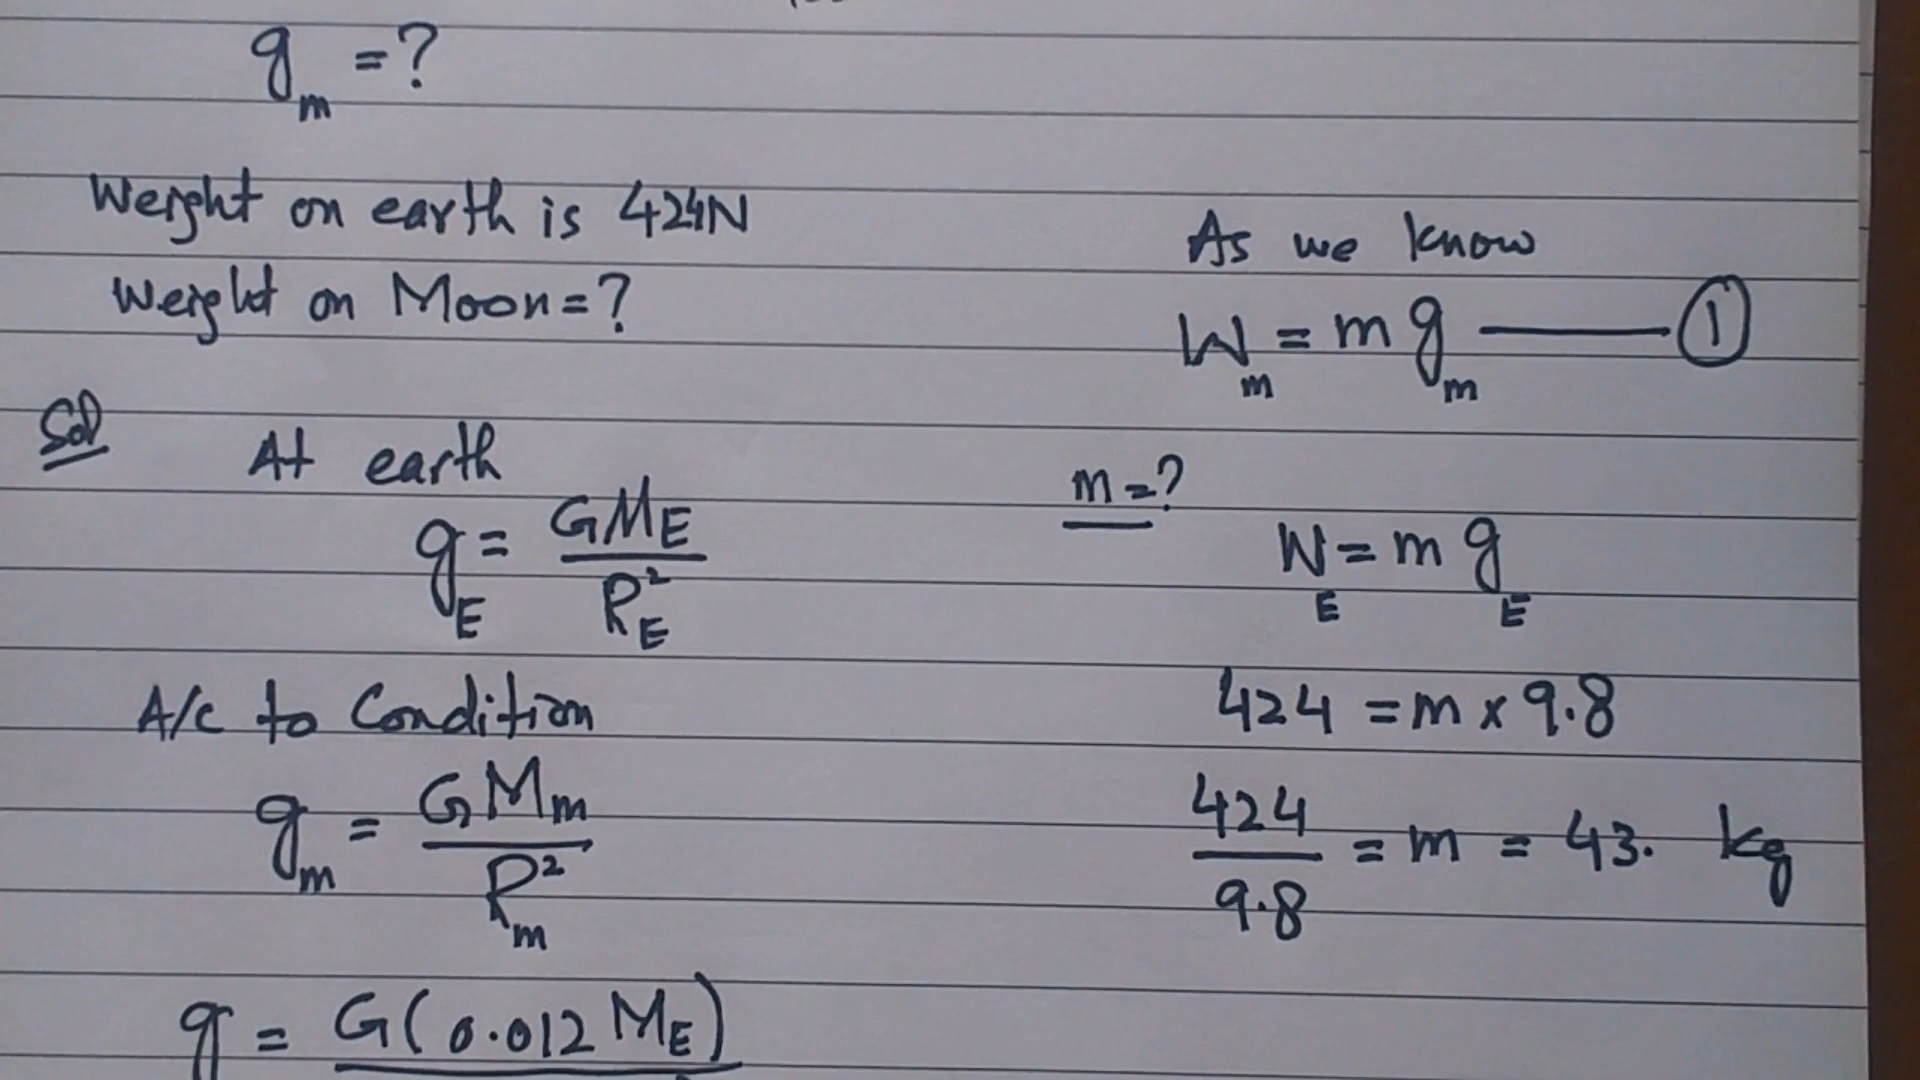 g_m = ?
Weight on earth is 424N
Weight on Moon = ?
Sol
At earth
g_E = GM_E / R_E^2
A/c to Condition
g_m = GM_m / R_m^2
g = G(0.012 M_E)
As we know
W_m = m g_m ——— ①
m = ?
W_E = m g_E
424 = m x 9.8
424 / 9.8 = m = 43. kg